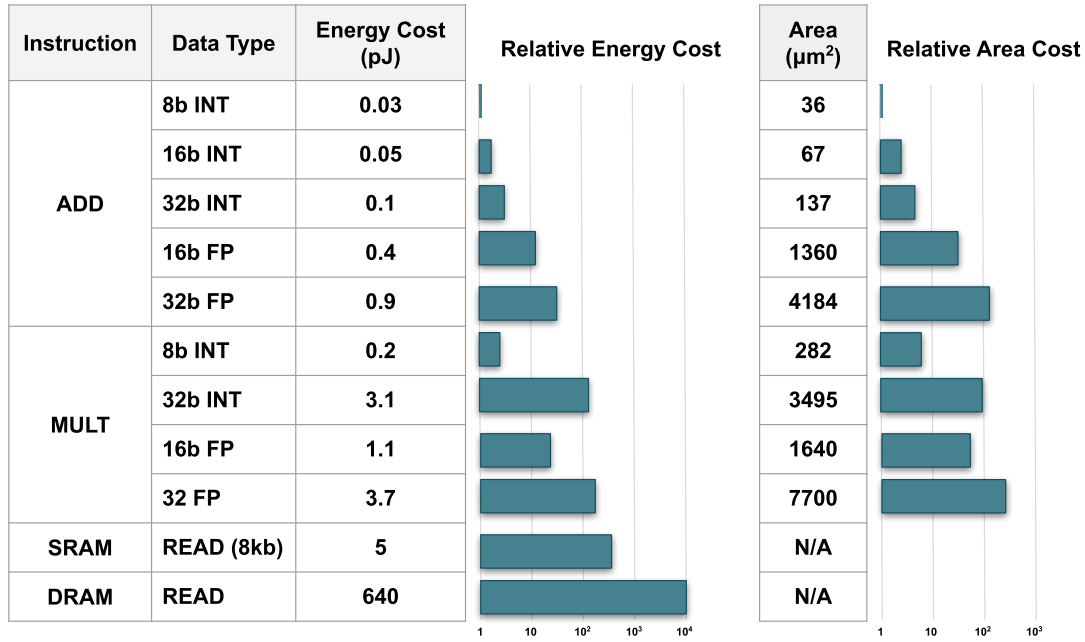 Instruction Data Type Energy Cost (pJ) Relative Energy Cost Area (µm²) Relative Area Cost
ADD
8b INT 0.03 36
16b INT 0.05 67
32b INT 0.1 137
16b FP 0.4 1360
32b FP 0.9 4184
MULT
8b INT 0.2 282
32b INT 3.1 3495
16b FP 1.1 1640
32 FP 3.7 7700
SRAM READ (8kb) 5 N/A
DRAM READ 640 N/A
1 10 10² 10³ 10⁴ 1 10 10² 10³